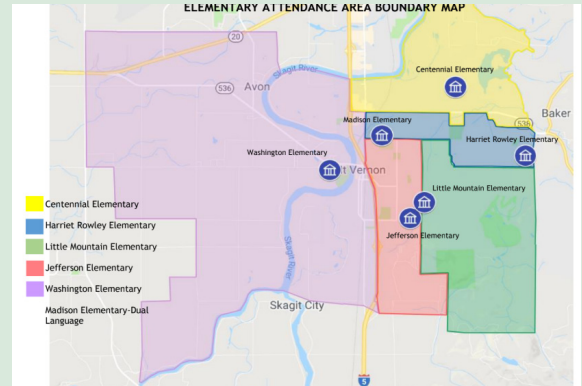 ELEMENTARY ATTENDANCE AREA BOUNDARY MAP
20
Skagit River
Centennial Elementary
536
Avon
Baker
Madison Elementary
536
Harriet Rowley Elementary
Washington Elementary
t Vernon
Little Mountain Elementary
Centennial Elementary
Harriet Rowley Elementary
Jefferson Elementary
Little Mountain Elementary
Skagit River
Jefferson Elementary
Washington Elementary
Skagit City
Madison Elementary-Dual
Language
5